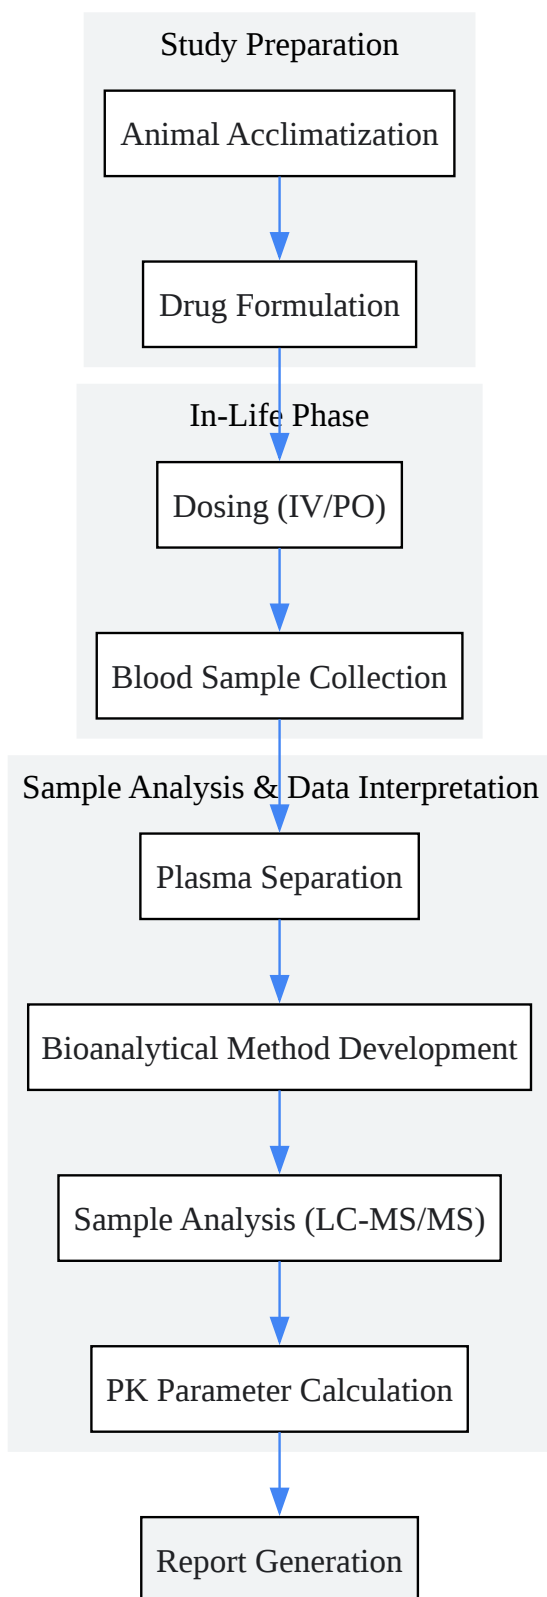 Study Preparation
Animal Acclimatization
Drug Formulation
In-Life Phase
Dosing (IV/PO)
Blood Sample Collection
Sample Analysis & Data Interpretation
Plasma Separation
Bioanalytical Method Development
Sample Analysis (LC-MS/MS)
PK Parameter Calculation
Report Generation